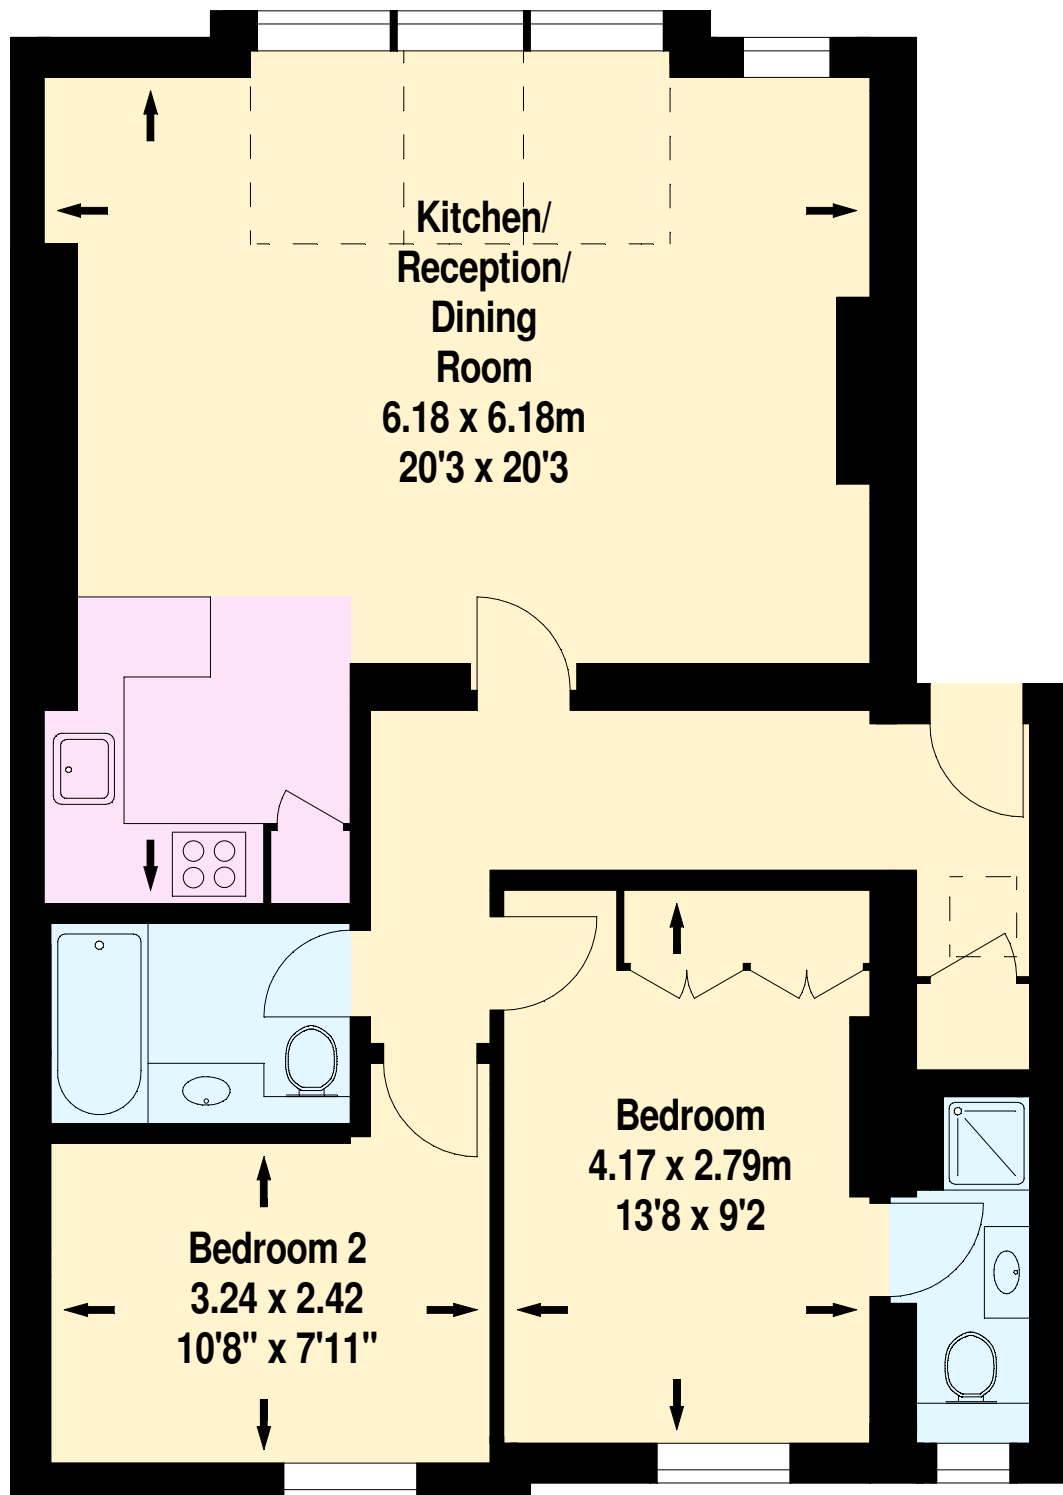 Kitchen/
Reception/
Dining
Room
6.18 x 6.18m
20'3 x 20'3
Bedroom
4.17 x 2.79m
13'8 x 9'2
Bedroom 2
3.24 x 2.42
10'8" x 7'11"